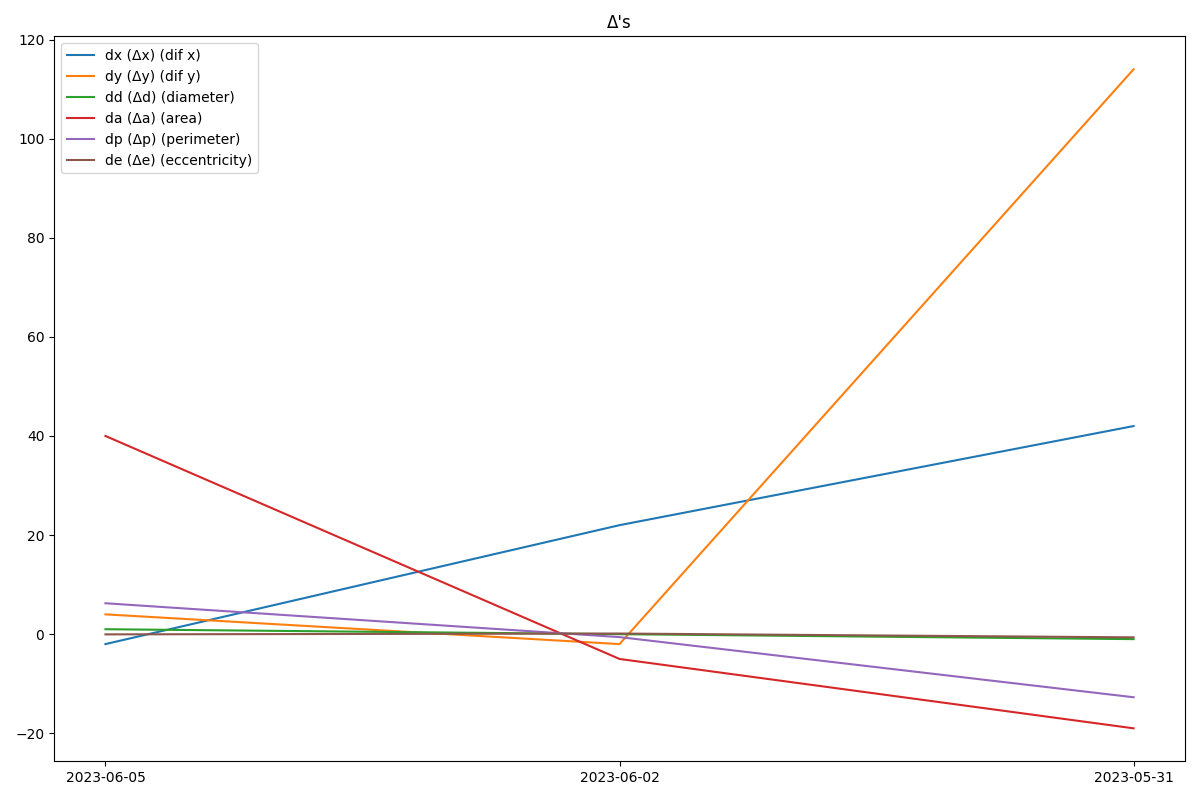 Δ's
120
100
80
60
40
20
0
−20
dx (Δx) (dif x)
dy (Δy) (dif y)
dd (Δd) (diameter)
da (Δa) (area)
dp (Δp) (perimeter)
de (Δe) (eccentricity)
2023-06-05
2023-06-02
2023-05-31